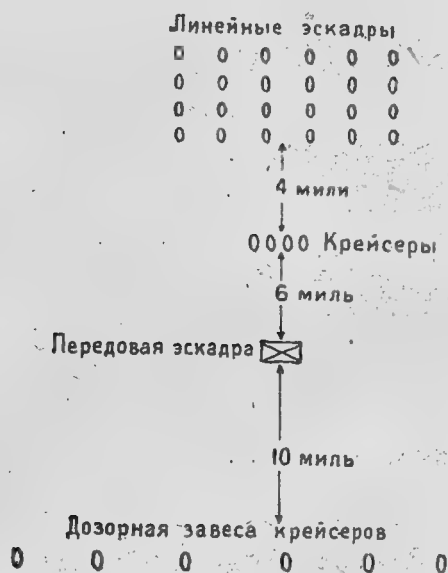 Линейные эскадры
4 мили
Крейсеры
6 миль
Передовая эскадра
10 миль
Дозорная завеса крейсеров